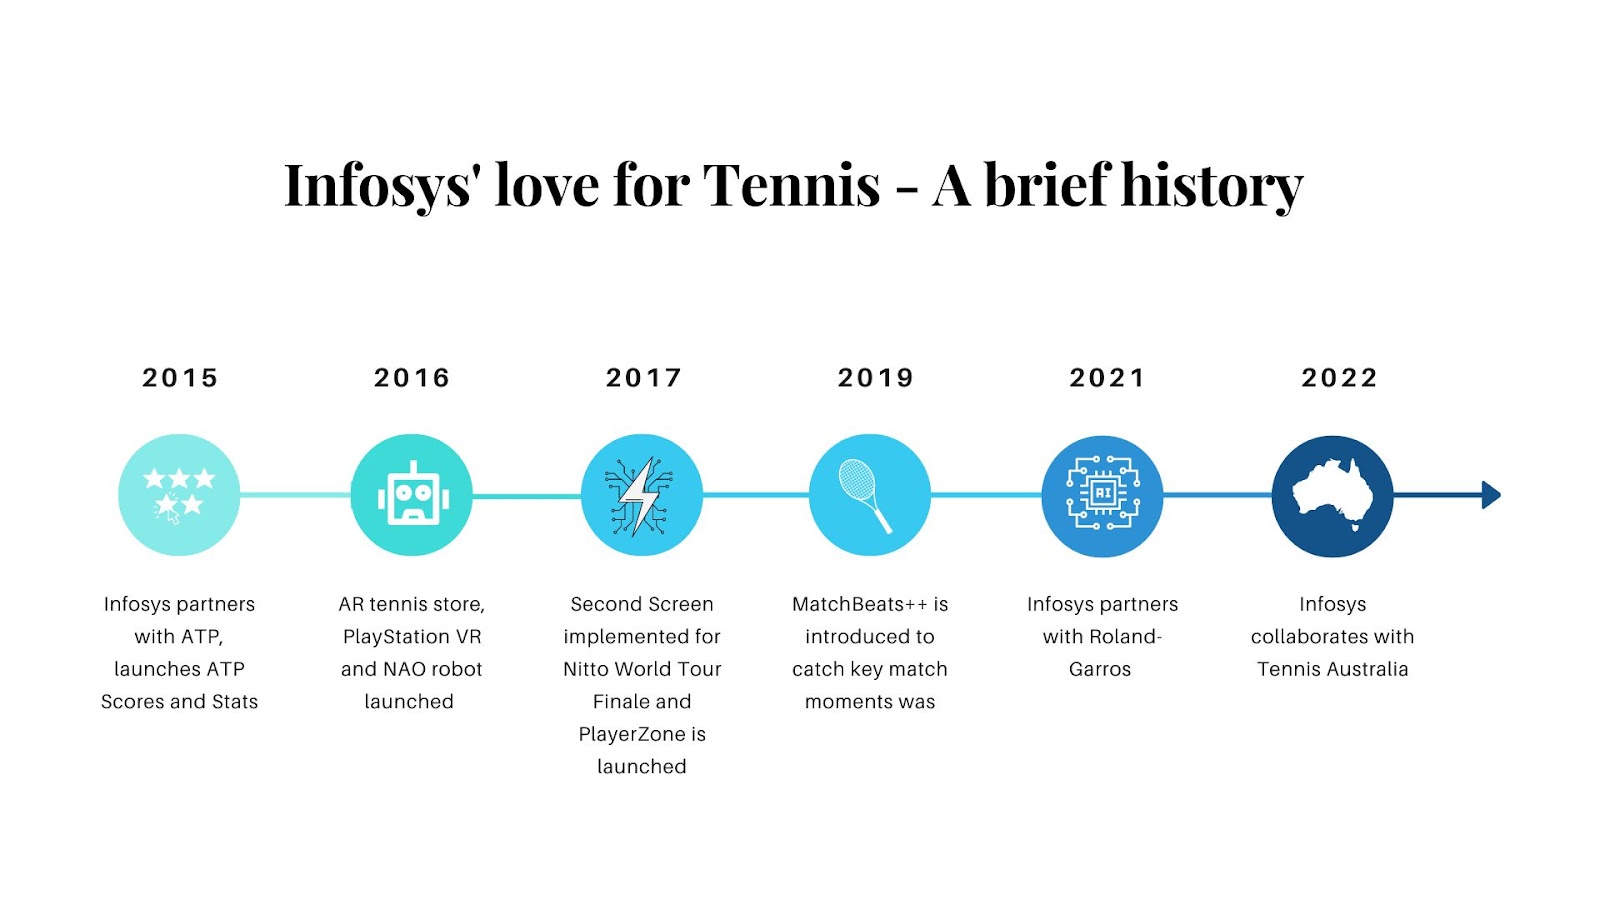 Infosys' love for Tennis - A brief history
2015
2016
2017
2019
2021
2022
AI
Infosys partners
with ATP,
launches ATP
Scores and Stats
AR tennis store,
PlayStation VR
and NAO robot
launched
Second Screen
implemented for
Nitto World Tour
Finale and
PlayerZone is
launched
MatchBeats++ is
introduced to
catch key match
moments was
Infosys partners
with Roland-
Garros
Infosys
collaborates with
Tennis Australia